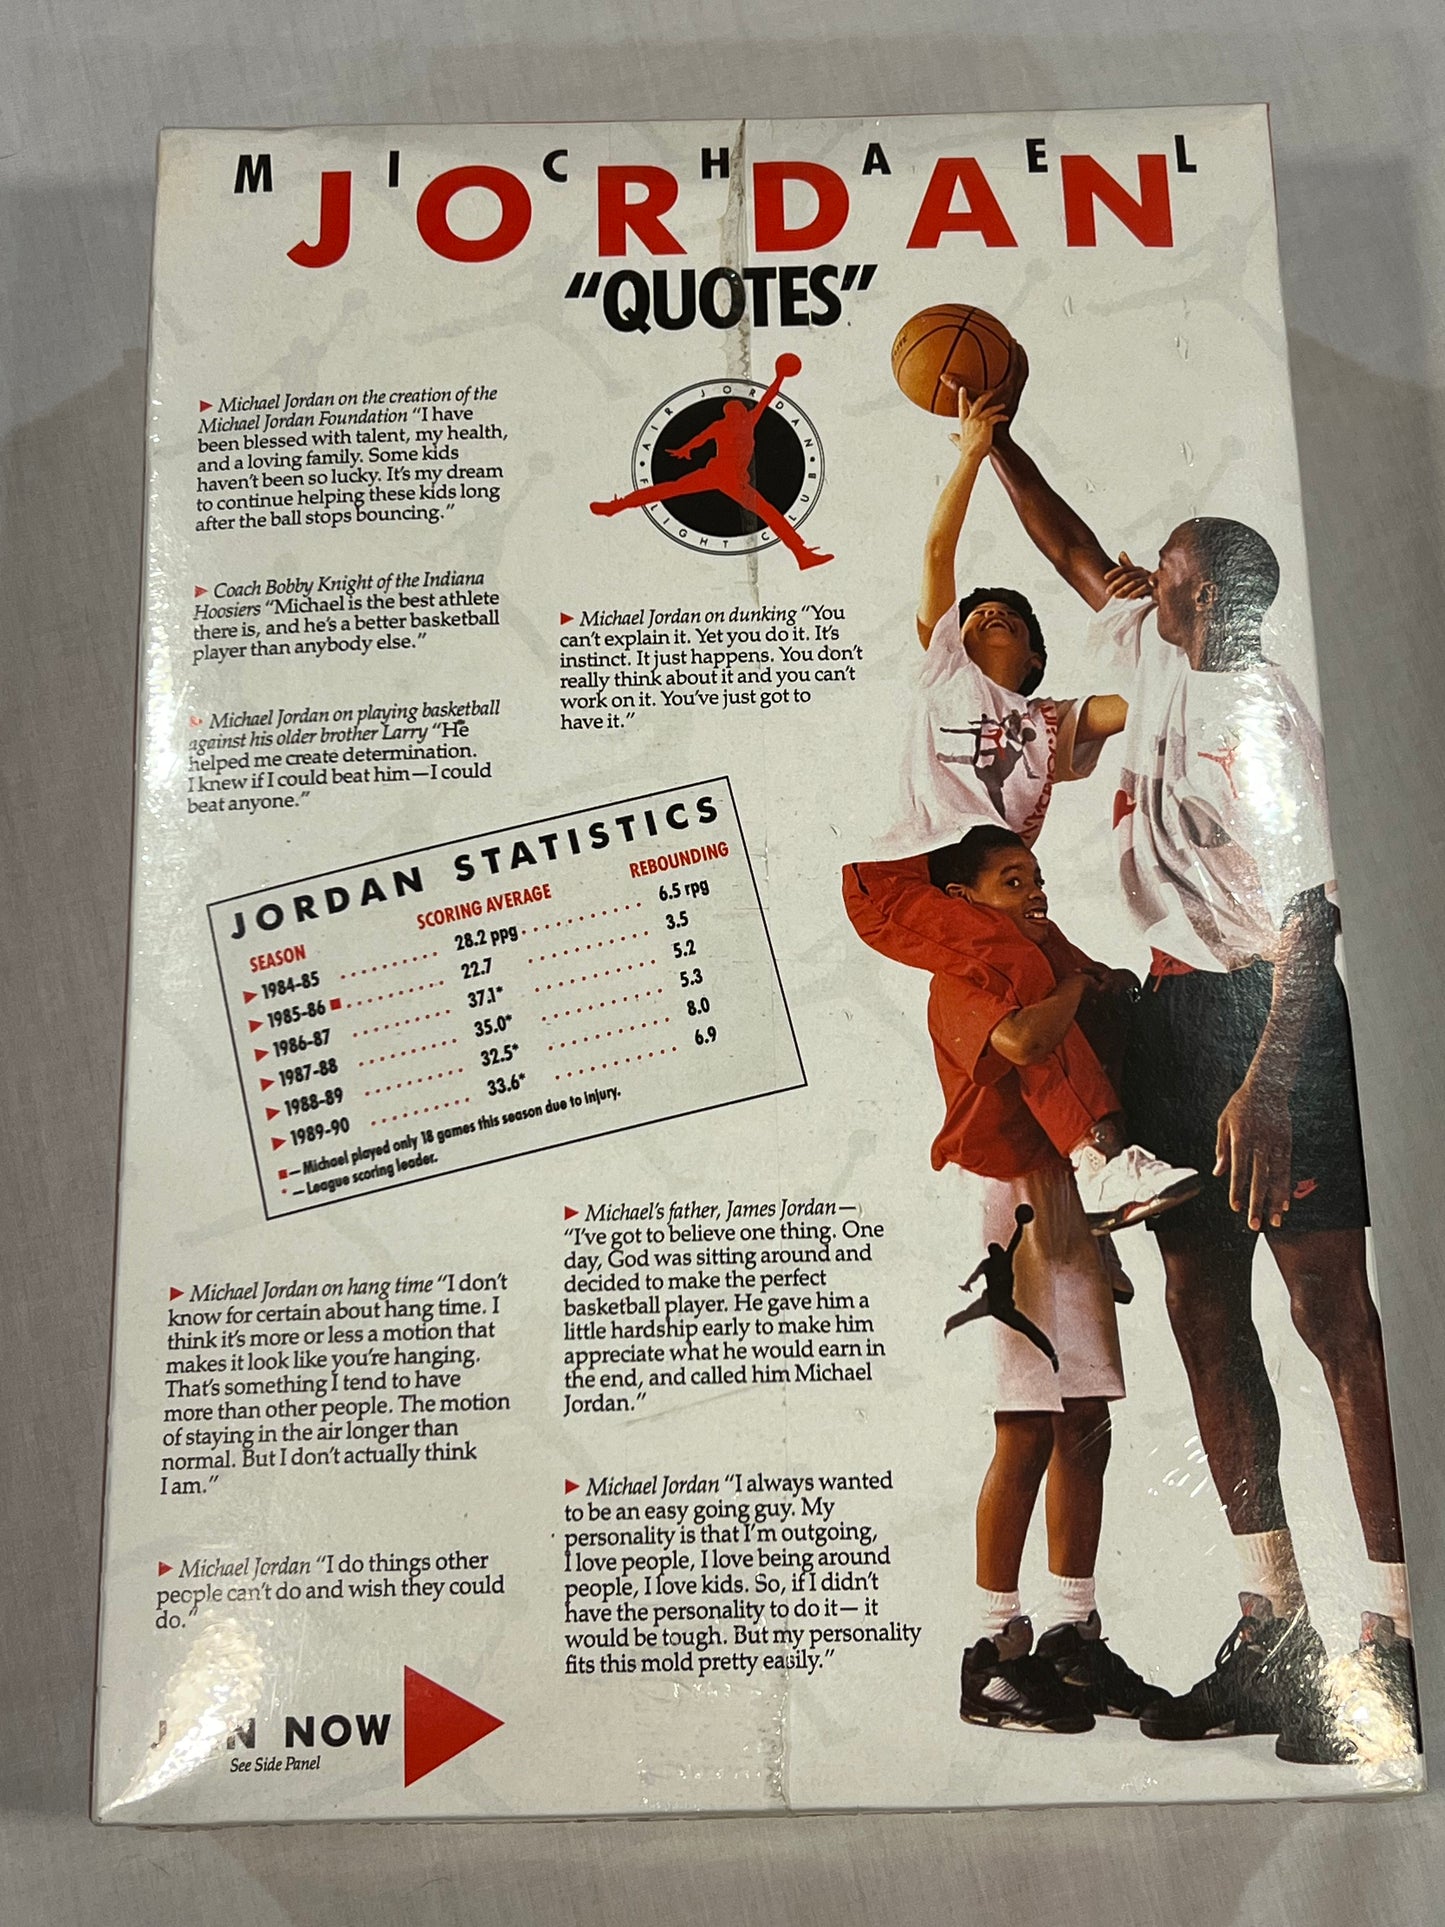 MICHAEL
JORDAN
“QUOTES”
AIR JORDAN
FLIGHT CLUB
► Michael Jordan on the creation of the
Michael Jordan Foundation “I have
been blessed with talent, my health,
and a loving family. Some kids
haven’t been so lucky. It’s my dream
to continue helping these kids long
after the ball stops bouncing.”
► Coach Bobby Knight of the Indiana
Hoosiers “Michael is the best athlete
there is, and he’s a better basketball
player than anybody else.”
► Michael Jordan on playing basketball
against his older brother Larry “He
helped me create determination.
I knew if I could beat him—I could
beat anyone.”
► Michael Jordan on dunking “You
can’t explain it. Yet you do it. It’s
instinct. It just happens. You don’t
really think about it and you can’t
work on it. You’ve just got to
have it.”
JORDAN STATISTICS
SEASON SCORING AVERAGE REBOUNDING
► 1984-85 .......... 28.2 ppg ............ 6.5 rpg
► 1985-86 ■ .......... 22.7 ............ 3.5
► 1986-87 .......... 37.1* ............ 5.2
► 1987-88 .......... 35.0* ............ 5.3
► 1988-89 .......... 32.5* ............ 8.0
► 1989-90 .......... 33.6* ............ 6.9
■ — Michael played only 18 games this season due to injury.
* — League scoring leader.
► Michael Jordan on hang time “I don’t
know for certain about hang time. I
think it’s more or less a motion that
makes it look like you’re hanging.
That’s something I tend to have
more than other people. The motion
of staying in the air longer than
normal. But I don’t actually think
I am.”
► Michael Jordan “I do things other
people can’t do and wish they could
do.”
► Michael’s father, James Jordan—
“I’ve got to believe one thing. One
day, God was sitting around and
decided to make the perfect
basketball player. He gave him a
little hardship early to make him
appreciate what he would earn in
the end, and called him Michael
Jordan.”
► Michael Jordan “I always wanted
to be an easy going guy. My
personality is that I’m outgoing,
I love people, I love being around
people, I love kids. So, if I didn’t
have the personality to do it— it
would be tough. But my personality
fits this mold pretty easily.”
JOIN NOW
See Side Panel